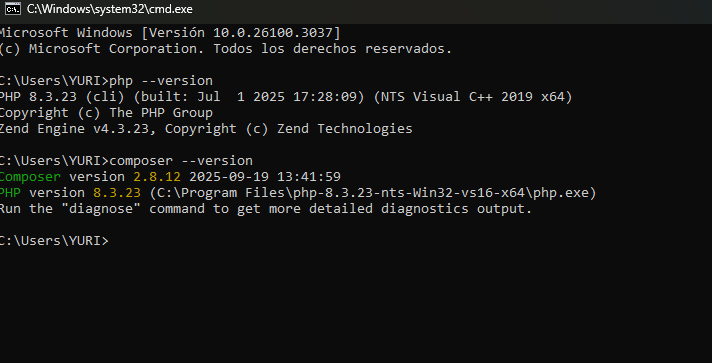 C:\Windows\system32\cmd.exe
Microsoft Windows [Versión 10.0.26100.3037]
(c) Microsoft Corporation. Todos los derechos reservados.
C:\Users\YURI>php --version
PHP 8.3.23 (cli) (built: Jul  1 2025 17:28:09) (NTS Visual C++ 2019 x64)
Copyright (c) The PHP Group
Zend Engine v4.3.23, Copyright (c) Zend Technologies
C:\Users\YURI>composer --version
Composer version 2.8.12 2025-09-19 13:41:59
PHP version 8.3.23 (C:\Program Files\php-8.3.23-nts-Win32-vs16-x64\php.exe)
Run the "diagnose" command to get more detailed diagnostics output.
C:\Users\YURI>